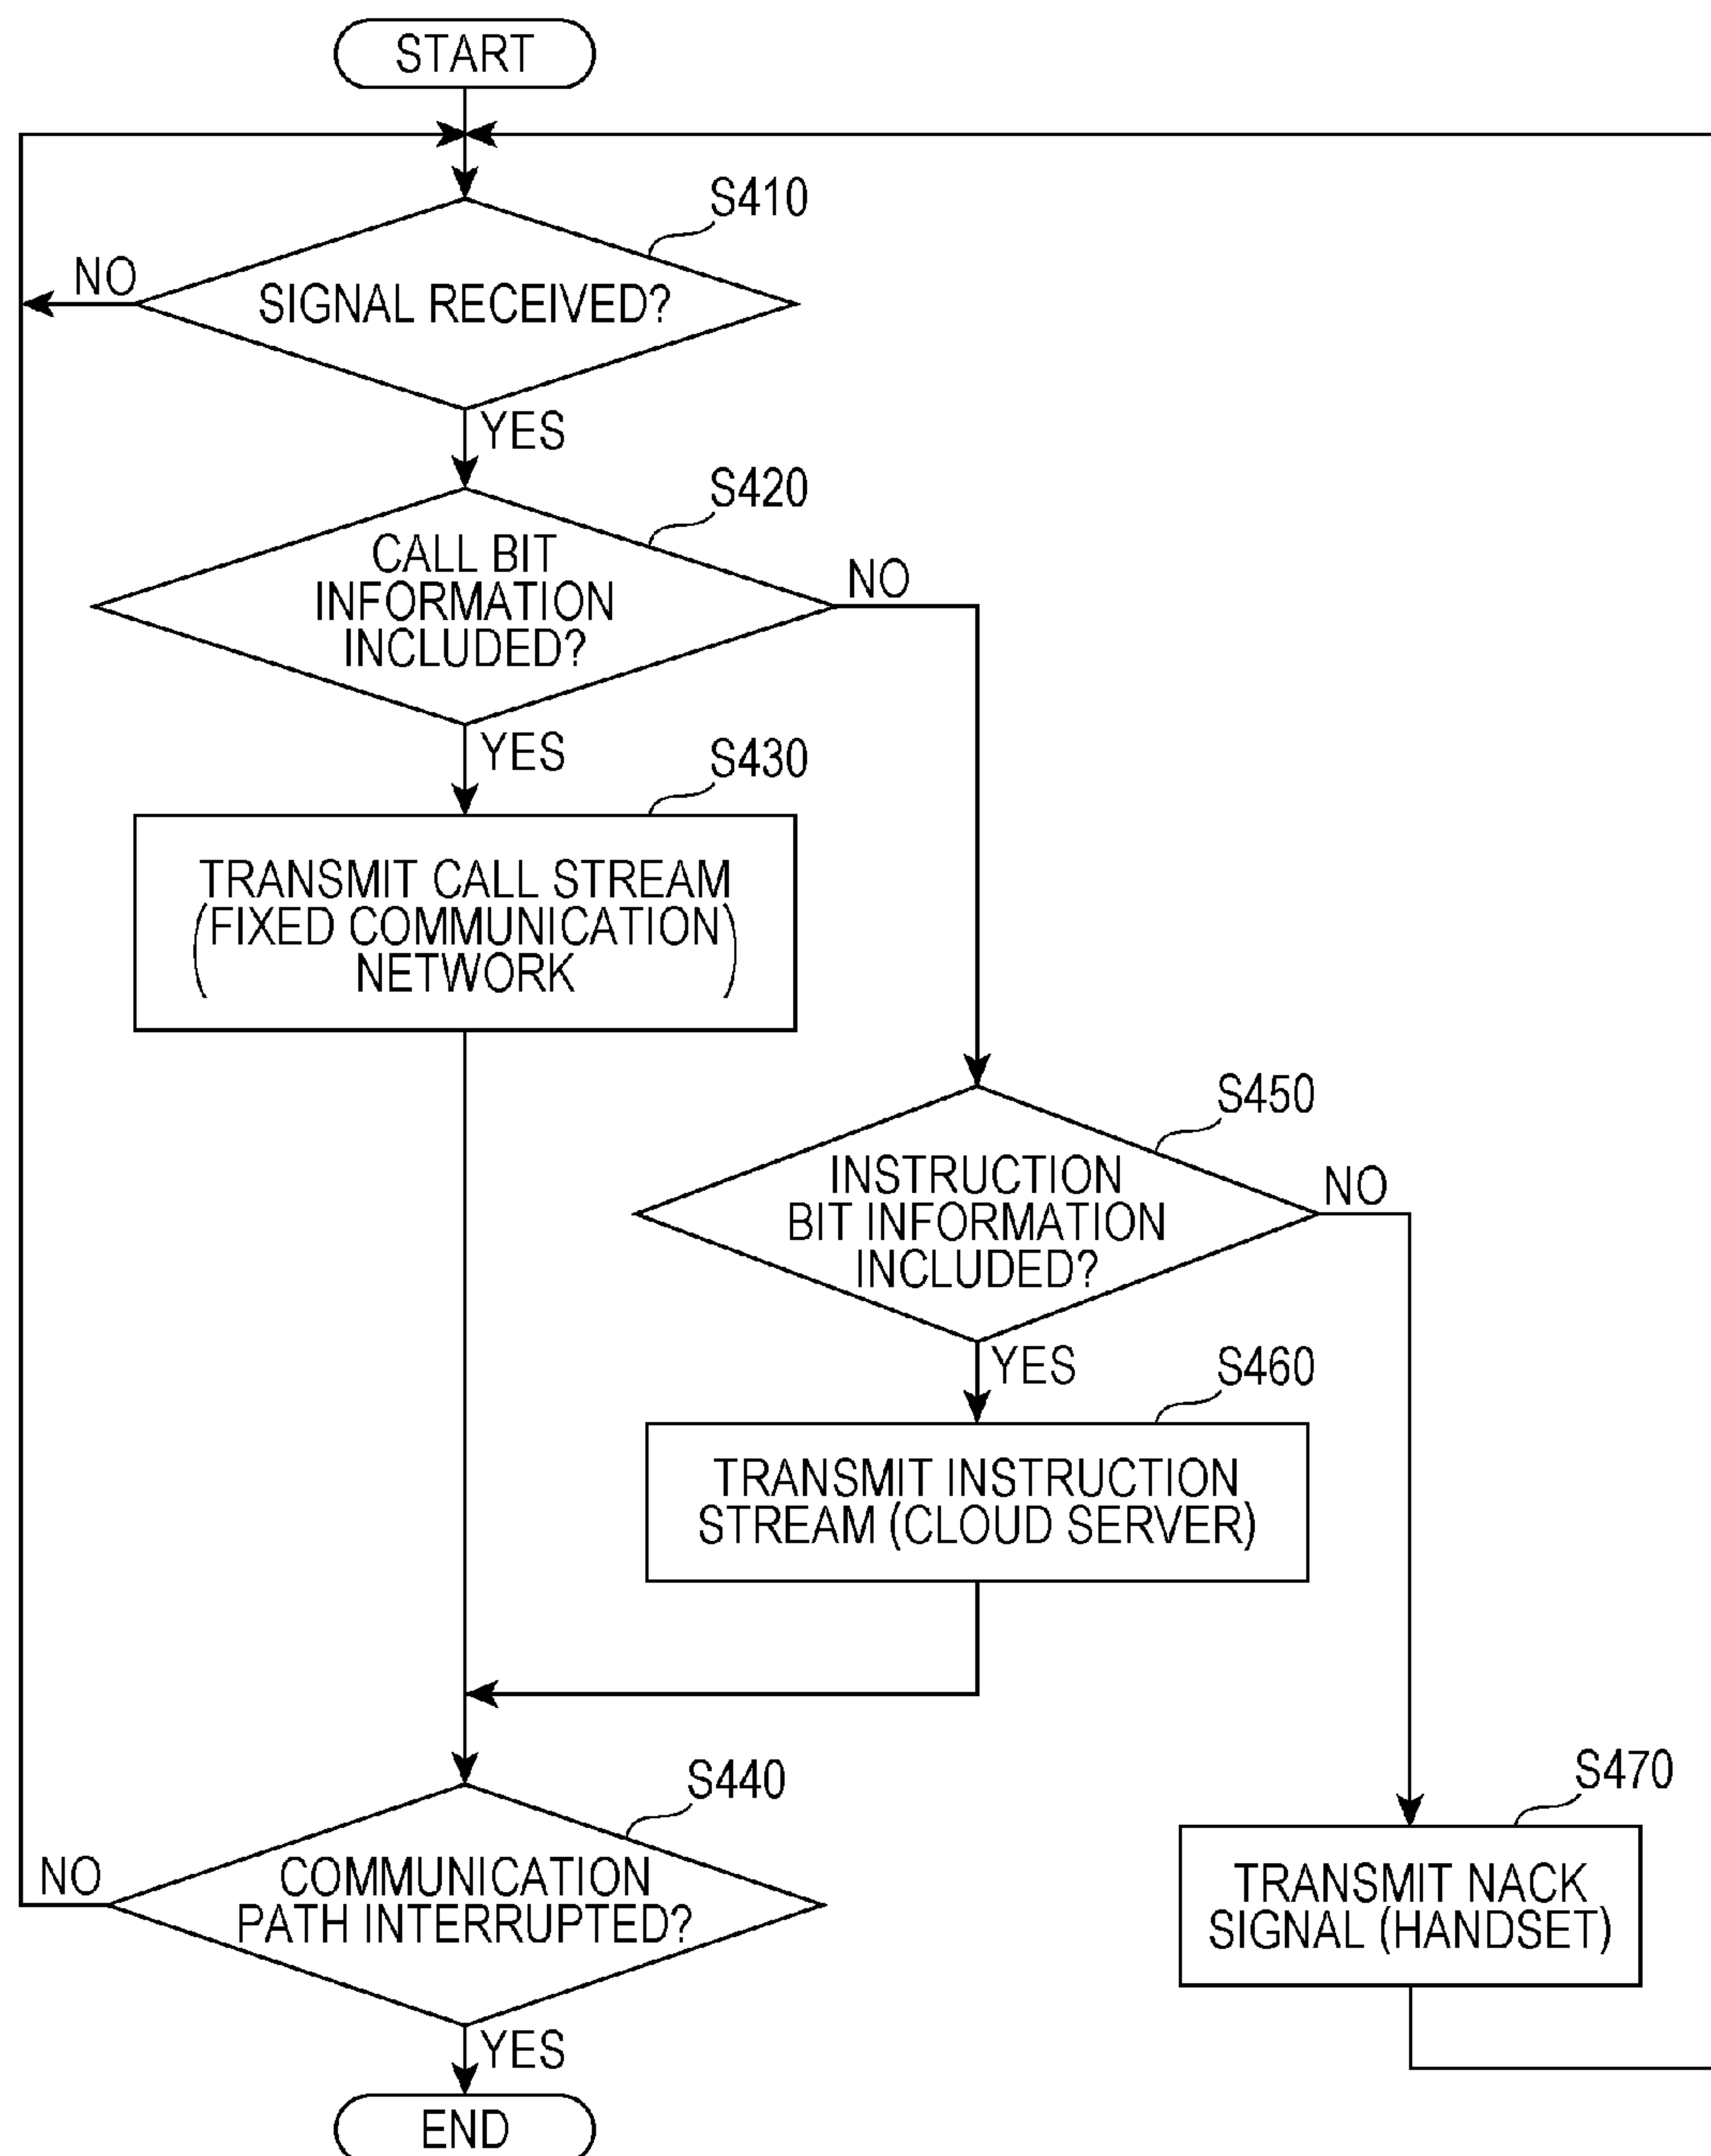 START
S410
NO
SIGNAL RECEIVED?
YES
S420
CALL BIT
INFORMATION
INCLUDED?
NO
YES
S430
TRANSMIT CALL STREAM
(FIXED COMMUNICATION)
NETWORK
S450
INSTRUCTION
BIT INFORMATION
INCLUDED?
NO
YES
S460
TRANSMIT INSTRUCTION
STREAM (CLOUD SERVER)
S440
NO
COMMUNICATION
PATH INTERRUPTED?
YES
S470
TRANSMIT NACK
SIGNAL (HANDSET)
END